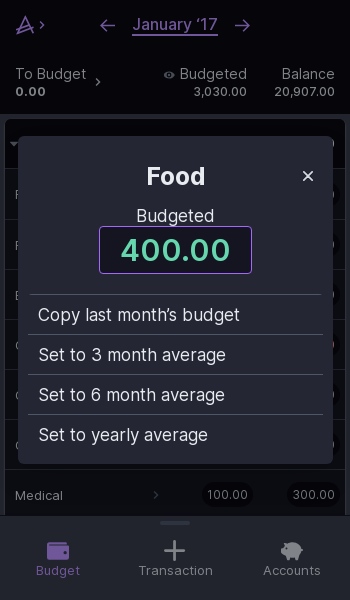 January ‘17
To Budget
Budgeted
Balance
0.00
3,030.00
20,907.00
Food
Budgeted
400.00
Copy last month’s budget
Set to 3 month average
Set to 6 month average
Set to yearly average
Medical
100.00
300.00
Budget
Transaction
Accounts